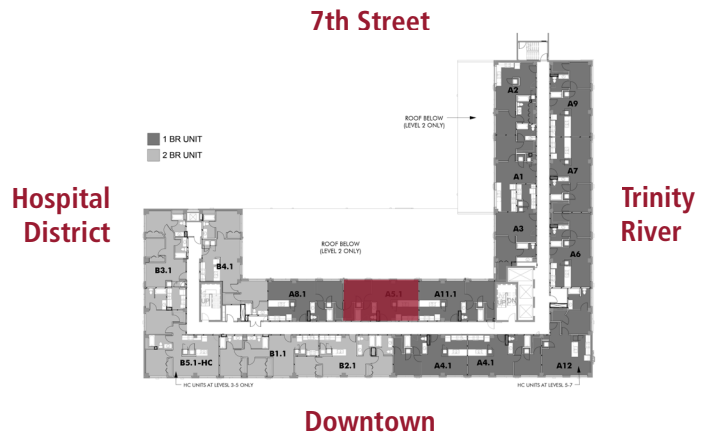 7th Street
A2
A9
ROOF BELOW
(LEVEL 2 ONLY)
1 BR UNIT
2 BR UNIT
A1
A7
Hospital
District
Trinity
River
A3
ROOF BELOW
(LEVEL 2 ONLY)
A6
B3.1
B4.1
A8.1
A5.1
A11.1
B5.1-HC
B1.1
B2.1
A4.1
A4.1
A12
HC UNITS AT LEVESL 3-5 ONLY
HC UNITS AT LEVESL 5-7
Downtown